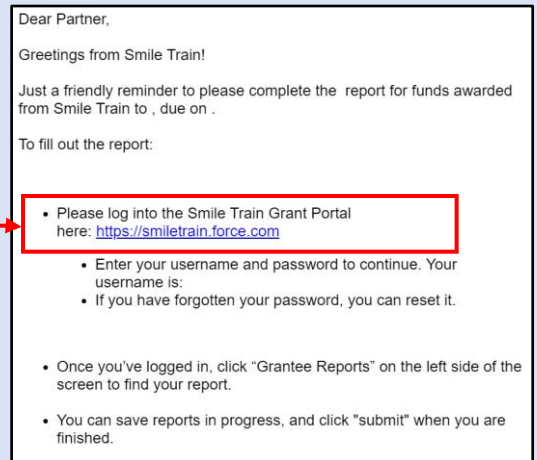 Dear Partner,
Greetings from Smile Train!
Just a friendly reminder to please complete the  report for funds awarded
from Smile Train to , due on .
To fill out the report:
• Please log into the Smile Train Grant Portal
here: https://smiletrain.force.com
• Enter your username and password to continue. Your
username is:
• If you have forgotten your password, you can reset it.
• Once you've logged in, click “Grantee Reports” on the left side of the
screen to find your report.
• You can save reports in progress, and click "submit" when you are
finished.